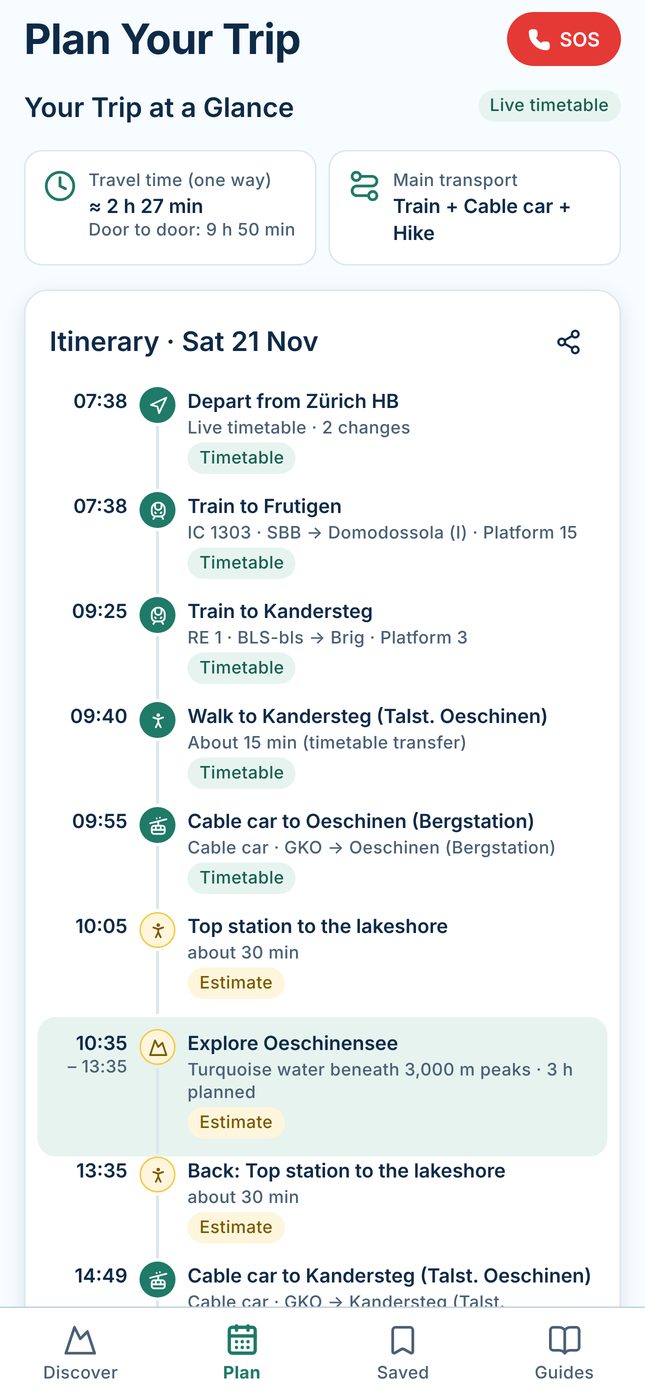 Plan Your Trip
SOS
Your Trip at a Glance
Live timetable
Travel time (one way)
≈ 2 h 27 min
Door to door: 9 h 50 min
Main transport
Train + Cable car +
Hike
Itinerary · Sat 21 Nov
07:38
Depart from Zürich HB
Live timetable · 2 changes
Timetable
07:38
Train to Frutigen
IC 1303 · SBB → Domodossola (I) · Platform 15
Timetable
09:25
Train to Kandersteg
RE 1 · BLS-bls → Brig · Platform 3
Timetable
09:40
Walk to Kandersteg (Talst. Oeschinen)
About 15 min (timetable transfer)
Timetable
09:55
Cable car to Oeschinen (Bergstation)
Cable car · GKO → Oeschinen (Bergstation)
Timetable
10:05
Top station to the lakeshore
about 30 min
Estimate
10:35
– 13:35
Explore Oeschinensee
Turquoise water beneath 3,000 m peaks · 3 h
planned
Estimate
13:35
Back: Top station to the lakeshore
about 30 min
Estimate
14:49
Cable car to Kandersteg (Talst. Oeschinen)
Cable car · GKO → Kandersteg (Talst.
Discover
Plan
Saved
Guides